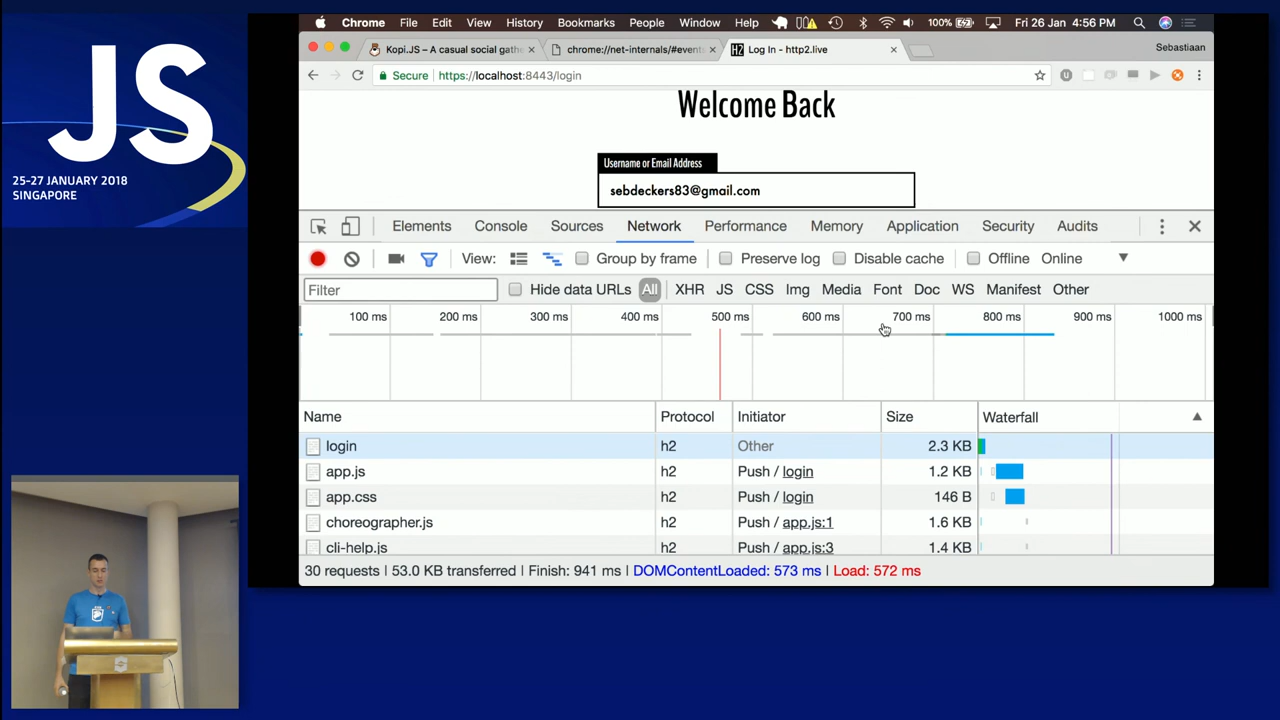 JS
25-27 JANUARY 2018
SINGAPORE
Chrome File Edit View History Bookmarks People Window Help 100% Fri 26 Jan 4:56 PM
Kopi.JS – A casual social gathe
chrome://net-internals/#event
H2 Log In - http2.live
Sebastiaan
Secure https://localhost:8443/login
Welcome Back
Username or Email Address
sebdeckers83@gmail.com
Elements Console Sources Network Performance Memory Application Security Audits
View: Group by frame Preserve log Disable cache Offline Online
Filter Hide data URLs All XHR JS CSS Img Media Font Doc WS Manifest Other
100 ms 200 ms 300 ms 400 ms 500 ms 600 ms 700 ms 800 ms 900 ms 1000 ms
Name Protocol Initiator Size Waterfall
login h2 Other 2.3 KB
app.js h2 Push / login 1.2 KB
app.css h2 Push / login 146 B
choreographer.js h2 Push / app.js:1 1.6 KB
cli-help.js h2 Push / app.js:3 1.4 KB
30 requests | 53.0 KB transferred | Finish: 941 ms | DOMContentLoaded: 573 ms | Load: 572 ms